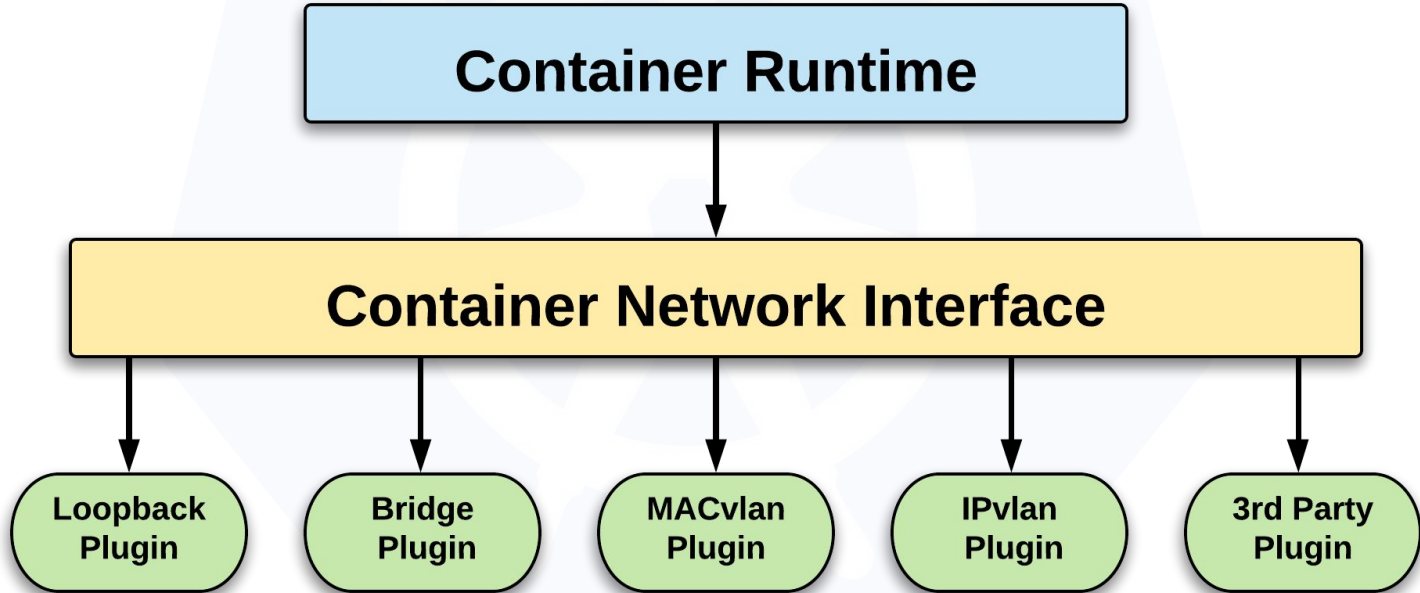 Container Runtime
Container Network Interface
Loopback
Plugin
Bridge
Plugin
MACvlan
Plugin
IPvlan
Plugin
3rd Party
Plugin